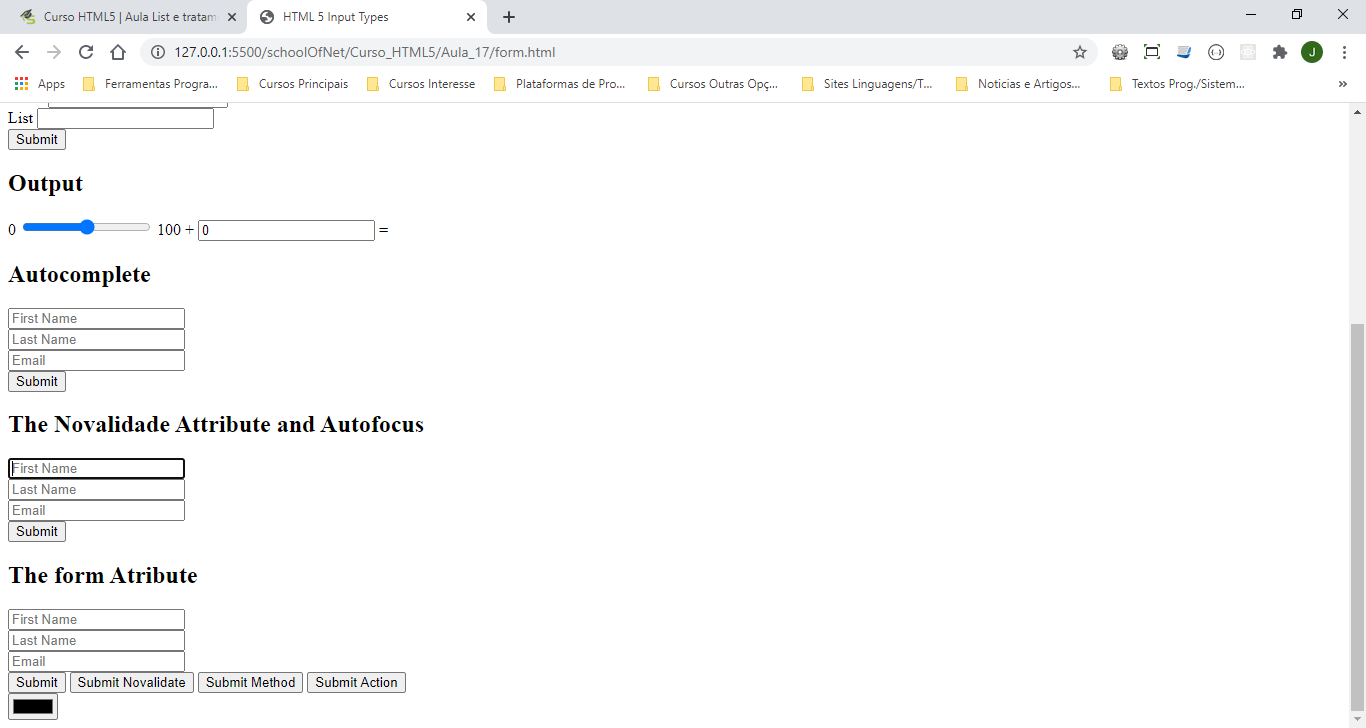 Curso HTML5 | Aula List e tratam
HTML 5 Input Types
127.0.0.1:5500/schoolOfNet/Curso_HTML5/Aula_17/form.html
J
Apps Ferramentas Progra... Cursos Principais Cursos Interesse Plataformas de Pro... Cursos Outras Opç... Sites Linguagens/T... Noticias e Artigos... Textos Prog./Sistem... »
List
Submit
Output
0 100 + 0 =
Autocomplete
First Name
Last Name
Email
Submit
The Novalidade Attribute and Autofocus
First Name
Last Name
Email
Submit
The form Atribute
First Name
Last Name
Email
Submit Submit Novalidate Submit Method Submit Action